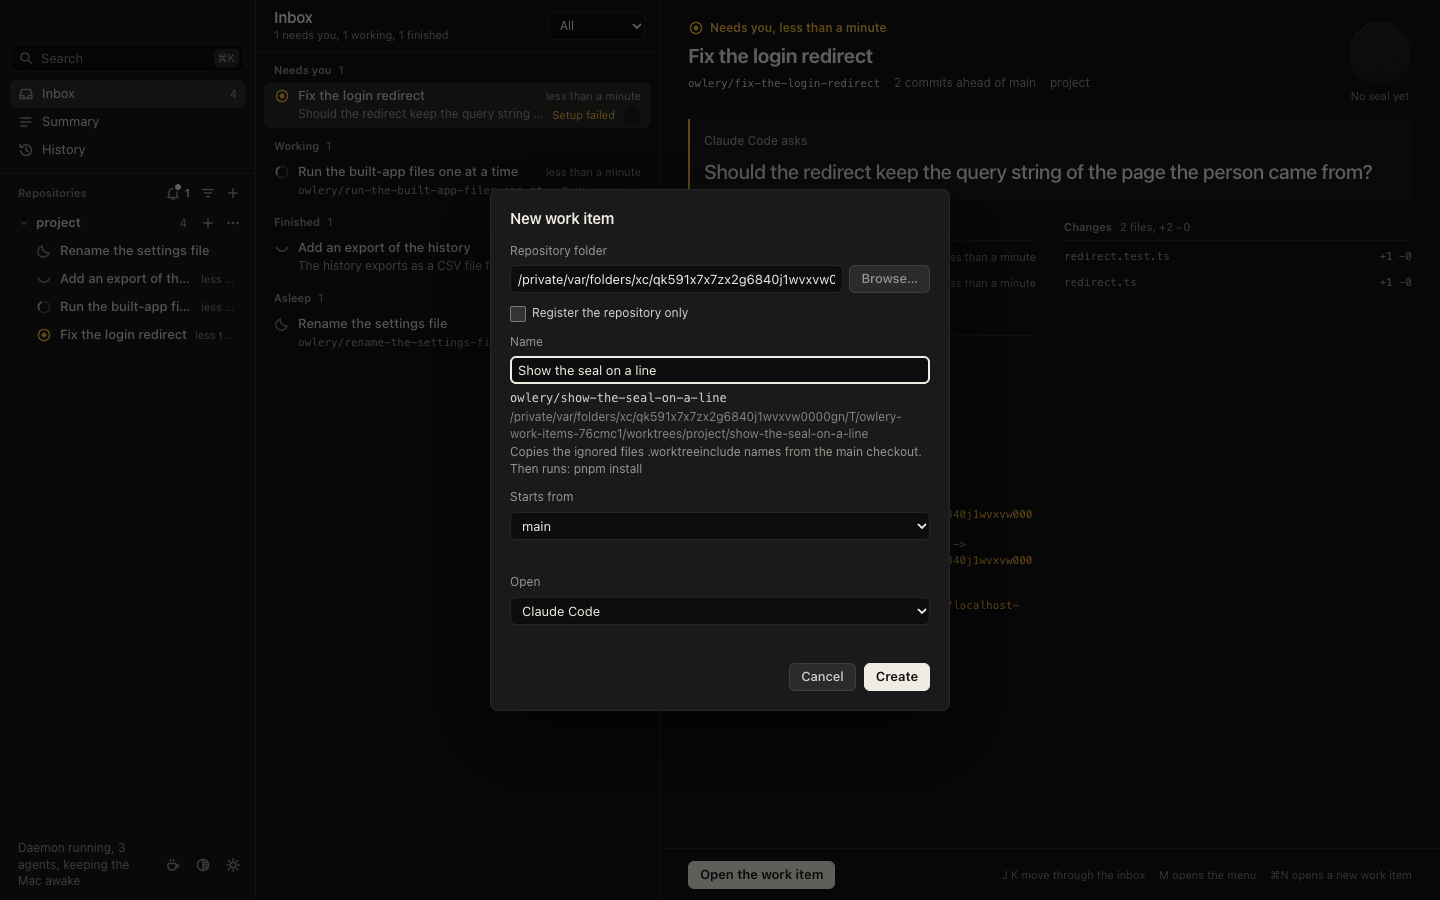 Search
⌘K
Inbox
4
Summary
History
Repositories
1
project
4
Rename the settings file
Add an export of th... less ...
Run the built-app fi... less ...
Fix the login redirect less t...
Daemon running, 3
agents, keeping the
Mac awake
Inbox
1 needs you, 1 working, 1 finished
All
Needs you 1
Fix the login redirect less than a minute
Should the redirect keep the query string ... Setup failed
Working 1
Run the built-app files one at a time less than a minute
Finished 1
Add an export of the history
The history exports as a CSV file f
Asleep 1
Rename the settings file
owlery/rename-the-settings-fi
Needs you, less than a minute
Fix the login redirect
owlery/fix-the-login-redirect 2 commits ahead of main project
No seal yet
Claude Code asks
Should the redirect keep the query string of the page the person came from?
ss than a minute
ss than a minute
Changes 2 files, +2 −0
redirect.test.ts +1 −0
redirect.ts +1 −0
40j1wvxvw000
->
40j1wvxvw000
/localhost-
New work item
Repository folder
/private/var/folders/xc/qk591x7x7zx2g6840j1wvxvw0
Browse...
Register the repository only
Name
Show the seal on a line
owlery/show-the-seal-on-a-line
/private/var/folders/xc/qk591x7x7zx2g6840j1wvxvw0000gn/T/owlery-
work-items-76cmc1/worktrees/project/show-the-seal-on-a-line
Copies the ignored files .worktreeinclude names from the main checkout.
Then runs: pnpm install
Starts from
main
Open
Claude Code
Cancel
Create
Open the work item
J K move through the inbox M opens the menu ⌘N opens a new work item